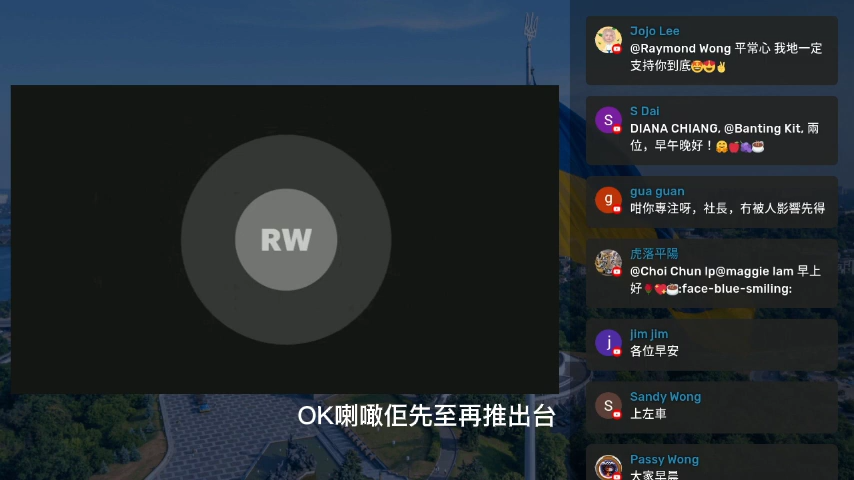 RW
OK喇噉佢先至再推出台
Jojo Lee
@Raymond Wong 平常心 我地一定
支持你到底🥰😍✌
S Dai
DIANA CHIANG, @Banting Kit, 兩
位，早午晚好！🤗🍎🍇☕
gua guan
咁你專注呀，社長，冇被人影響先得
虎落平陽
@Choi Chun Ip@maggie lam 早上
好🌹💖☕:face-blue-smiling:
jim jim
各位早安
Sandy Wong
上左車
Passy Wong
大家早晨